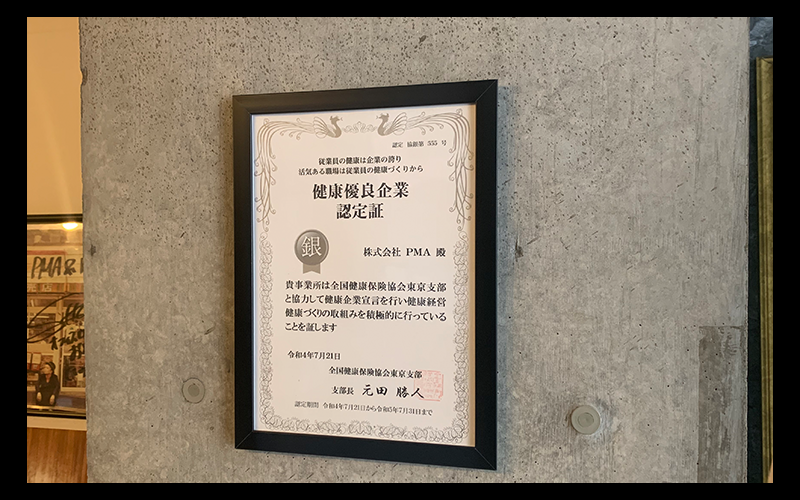 認定 協銀第 555 号
従業員の健康は企業の誇り
活気ある職場は従業員の健康づくりから
健康優良企業
認定証
銀
株式会社 PMA 殿
貴事業所は全国健康保険協会東京支部
と協力して健康企業宣言を行い健康経営
健康づくりの取組みを積極的に行っている
ことを証します
令和4年7月21日
全国健康保険協会東京支部
支部長 元田 勝人
認定期間 令和4年7月21日から令和5年7月31日まで